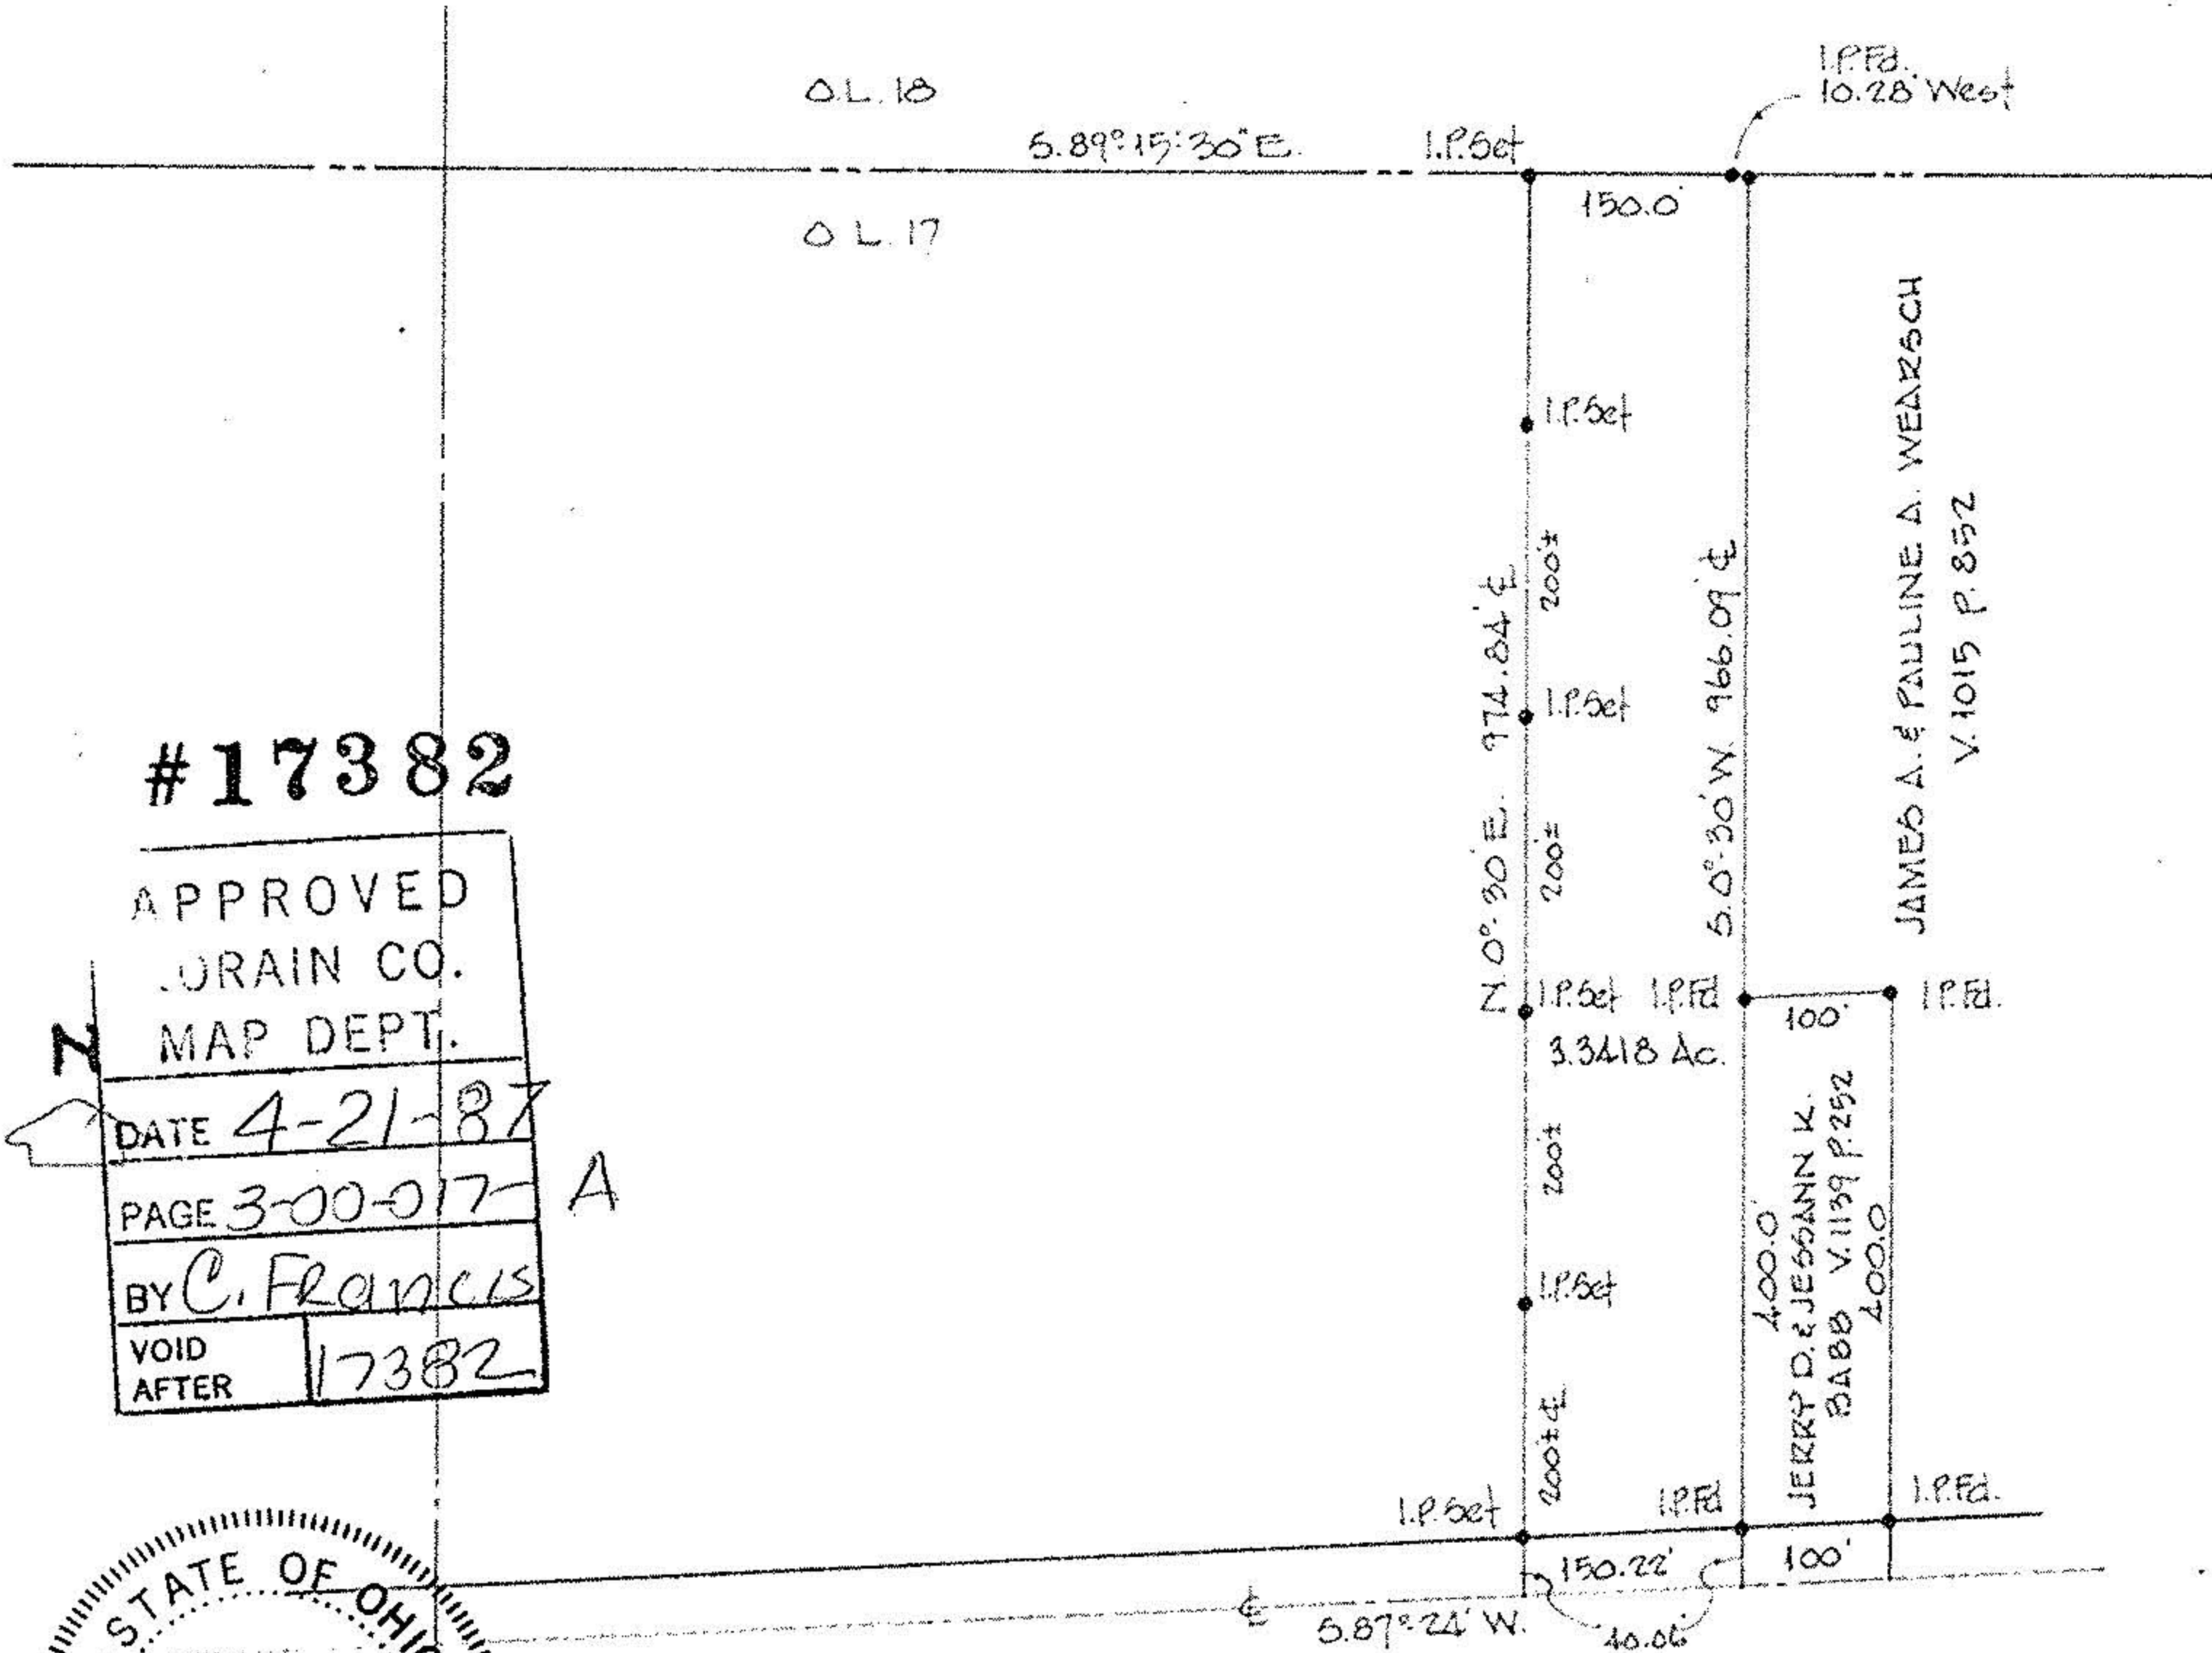 I.P.Fd.
10.28' West
O.L. 18
S.89°15'30"E.
I.P.Set
150.0'
O.L. 17
I.P.Set
200'±
I.P.Set
N.0°-30'E. 974.84' ℄
S.0°-30'W. 966.09' ℄
JAMES A. & PAULINE A. WEARSCH
V.1015 P.852
200'±
I.P.Set
I.P.Fd
100'
I.P.Fd.
3.3418 Ac.
200'±
I.P.Set
400.0'
JERRY D. & JESSANN K.
BABB V.1139 P.252
400.0
200'± ℄
I.P.Set
I.P.Fd
I.P.Fd.
150.22'
100'
℄
S.87°-24' W.
40.06'
#17382
APPROVED
ORAIN CO.
MAP DEPT.
N
DATE 4-21-87
PAGE 3-00-017-A
BY C. Francis
VOID
AFTER 17382
STATE OF OHIO